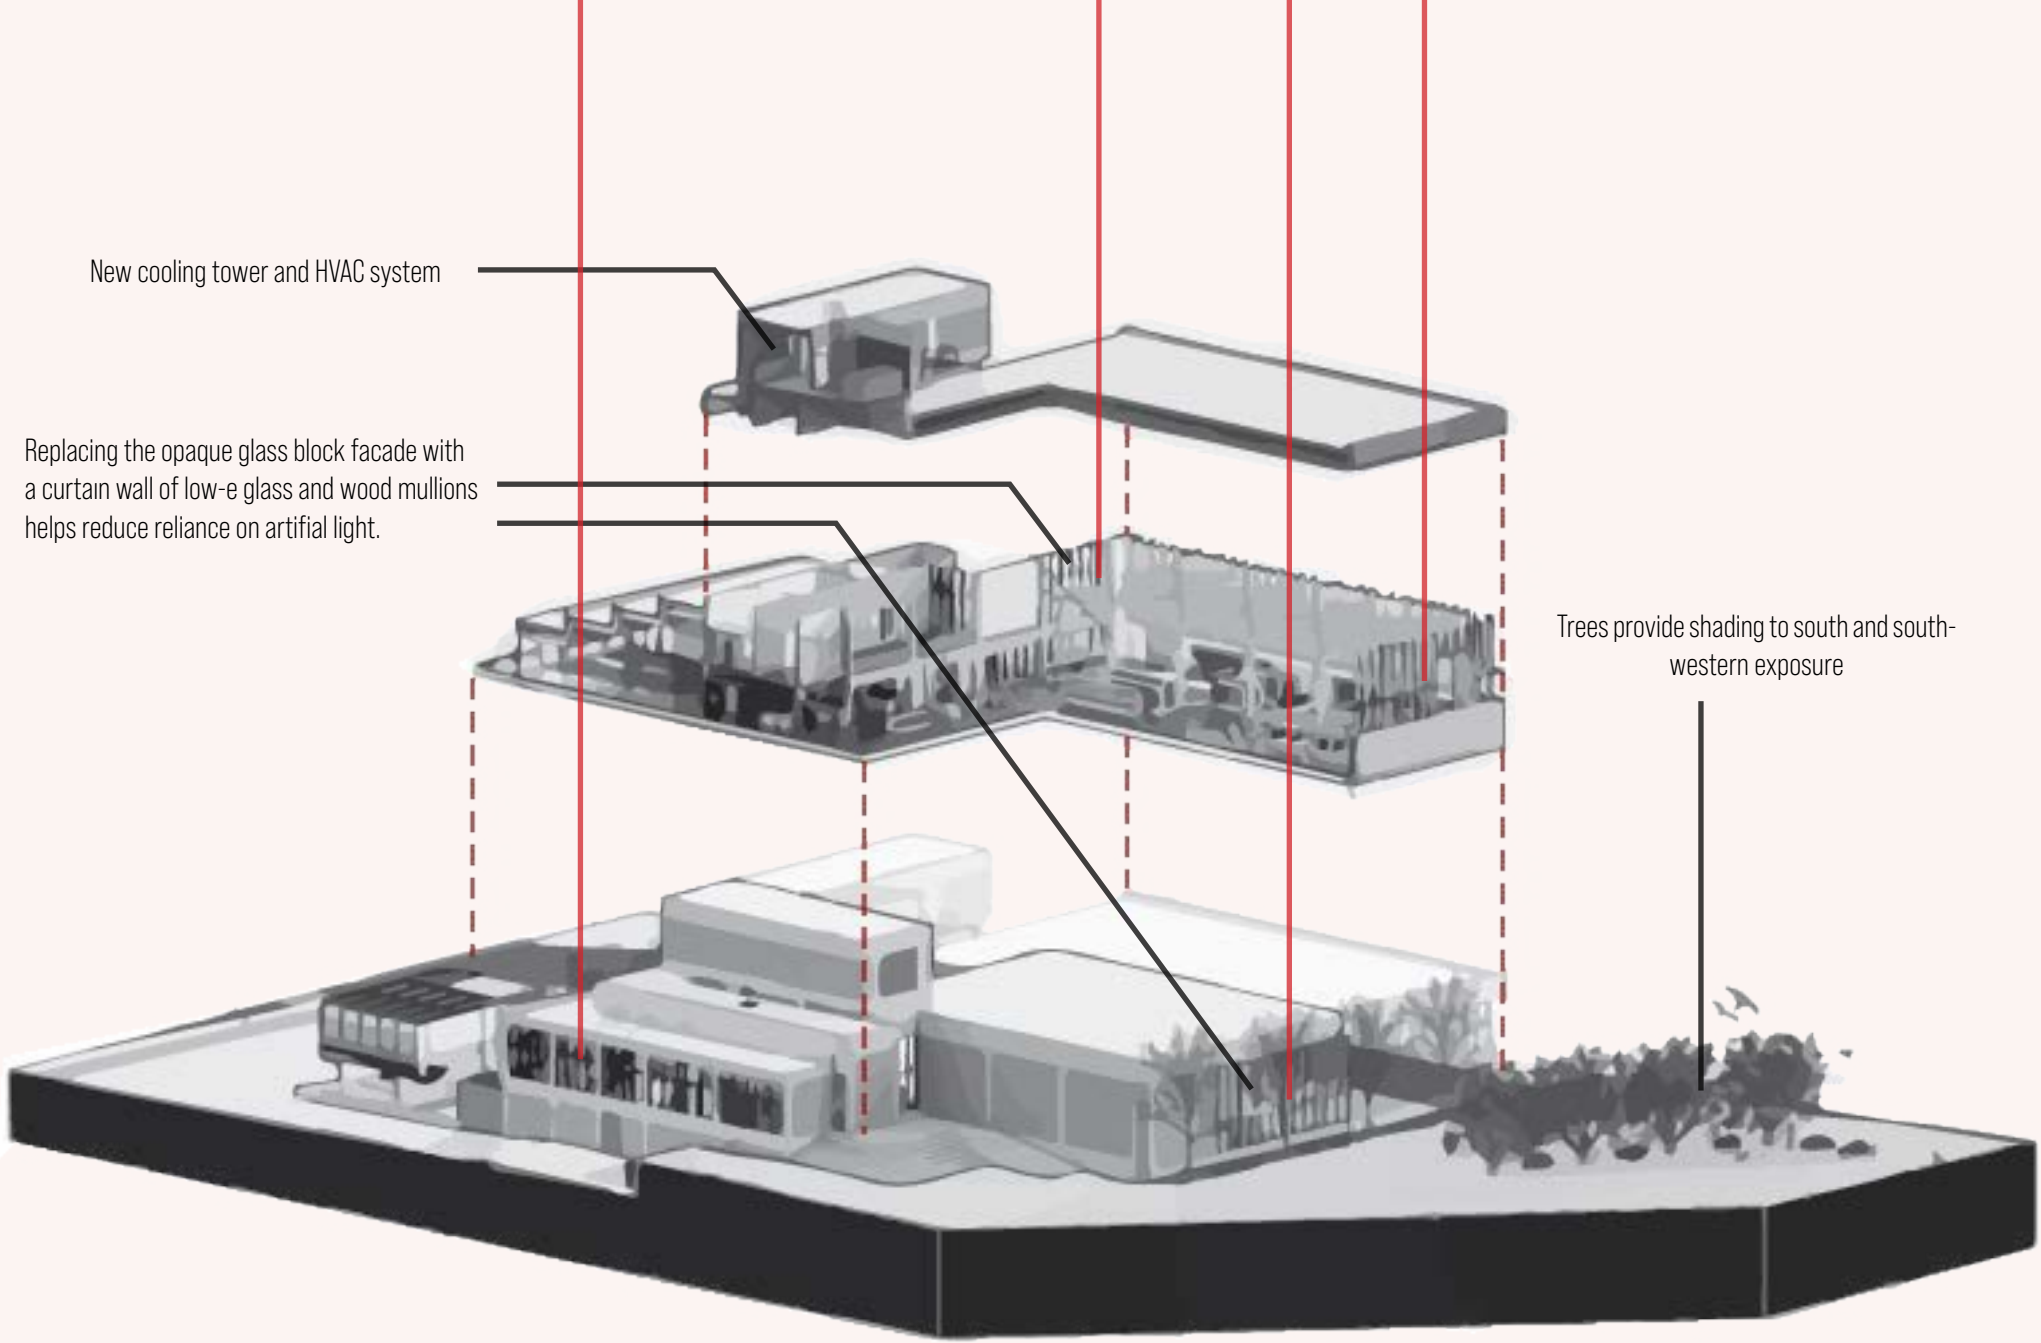 New cooling tower and HVAC system
Replacing the opaque glass block facade with
a curtain wall of low-e glass and wood mullions
helps reduce reliance on artifial light.
Trees provide shading to south and south-
western exposure